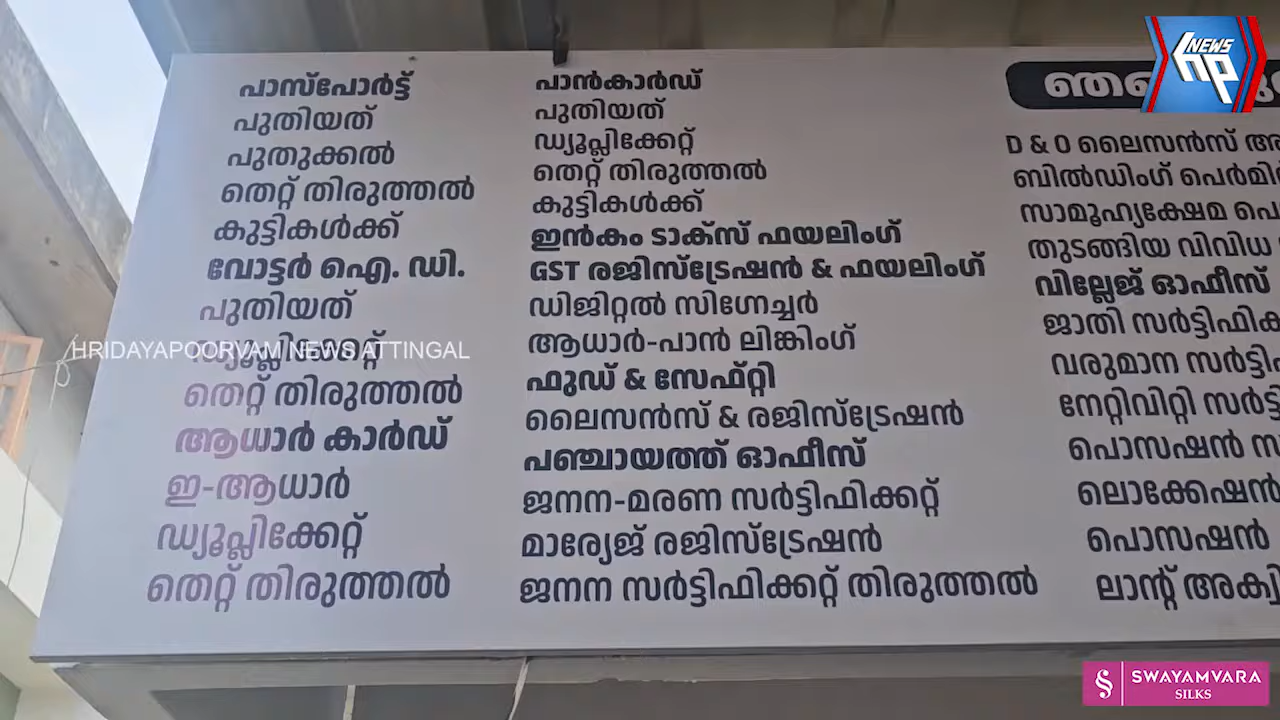 പാസ്പോർട്ട്
പുതിയത്
പുതുക്കൽ
തെറ്റ് തിരുത്തൽ
കുട്ടികൾക്ക്
വോട്ടർ ഐ. ഡി.
പുതിയത്
ഡ്യൂപ്ലിക്കേറ്റ്
തെറ്റ് തിരുത്തൽ
ആധാർ കാർഡ്
ഇ-ആധാർ
ഡ്യൂപ്ലിക്കേറ്റ്
തെറ്റ് തിരുത്തൽ
പാൻകാർഡ്
പുതിയത്
ഡ്യൂപ്ലിക്കേറ്റ്
തെറ്റ് തിരുത്തൽ
കുട്ടികൾക്ക്
ഇൻകം ടാക്സ് ഫയലിംഗ്
GST രജിസ്ട്രേഷൻ & ഫയലിംഗ്
ഡിജിറ്റൽ സിഗ്നേച്ചർ
ആധാർ-പാൻ ലിങ്കിംഗ്
ഫുഡ് & സേഫ്റ്റി
ലൈസൻസ് & രജിസ്ട്രേഷൻ
പഞ്ചായത്ത് ഓഫീസ്
ജനന-മരണ സർട്ടിഫിക്കറ്റ്
മാര്യേജ് രജിസ്ട്രേഷൻ
ജനന സർട്ടിഫിക്കറ്റ് തിരുത്തൽ
D & O ലൈസൻസ്
ബിൽഡിംഗ്
സാമൂഹ്യക്ഷേമ
തുടങ്ങിയ വിവിധ
വില്ലേജ് ഓഫീസ്
ജാതി
വരുമാന
നേറ്റിവിറ്റി
പൊസഷൻ
ലൊക്കേഷൻ
പൊസഷൻ
ലാന്റ്
HRIDAYAPOORVAM NEWS ATTINGAL
NEWS
SWAYAMVARA
SILKS